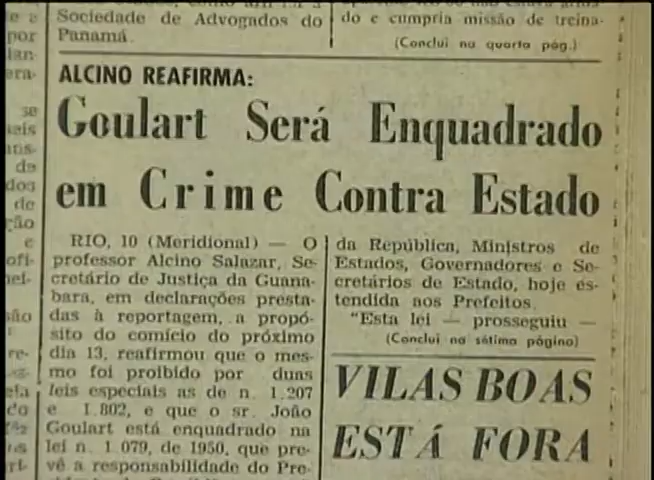 Sociedade de Advogados do
Panamá.
do e cumpria missão de treina-
(Conclui na quarta pág.)
ALCINO REAFIRMA:
Goulart Será Enquadrado
em Crime Contra Estado
RIO, 10 (Meridional) — O
professor Alcino Salazar, Se-
cretário de Justiça da Guana-
bara, em declarações presta-
das à reportagem, a propó-
sito do comício do próximo
dia 13, reafirmou que o mes-
mo foi proibido por duas
leis especiais as de n. 1.207
e 1.802, e que o sr. João
Goulart está enquadrado na
lei n. 1.079, de 1950, que pre-
vê a responsabilidade do Pre-
da República, Ministros de
Estados, Governadores e Se-
cretários de Estado, hoje es-
tendida aos Prefeitos.
"Esta lei — prosseguiu —
(Conclui na sétima página)
VILAS BOAS
ESTÁ FORA